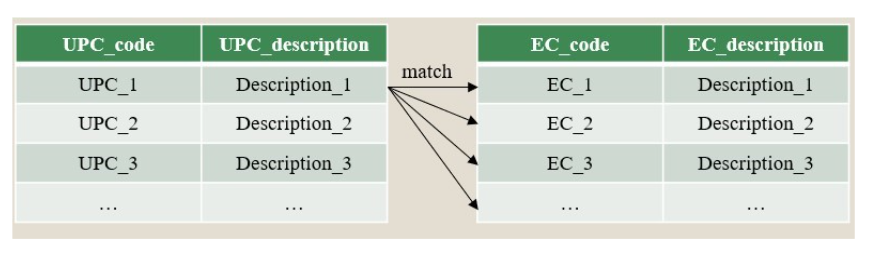 UPC_code UPC_description EC_code EC_description
UPC_1 Description_1 match EC_1 Description_1
UPC_2 Description_2 EC_2 Description_2
UPC_3 Description_3 EC_3 Description_3
… … … …